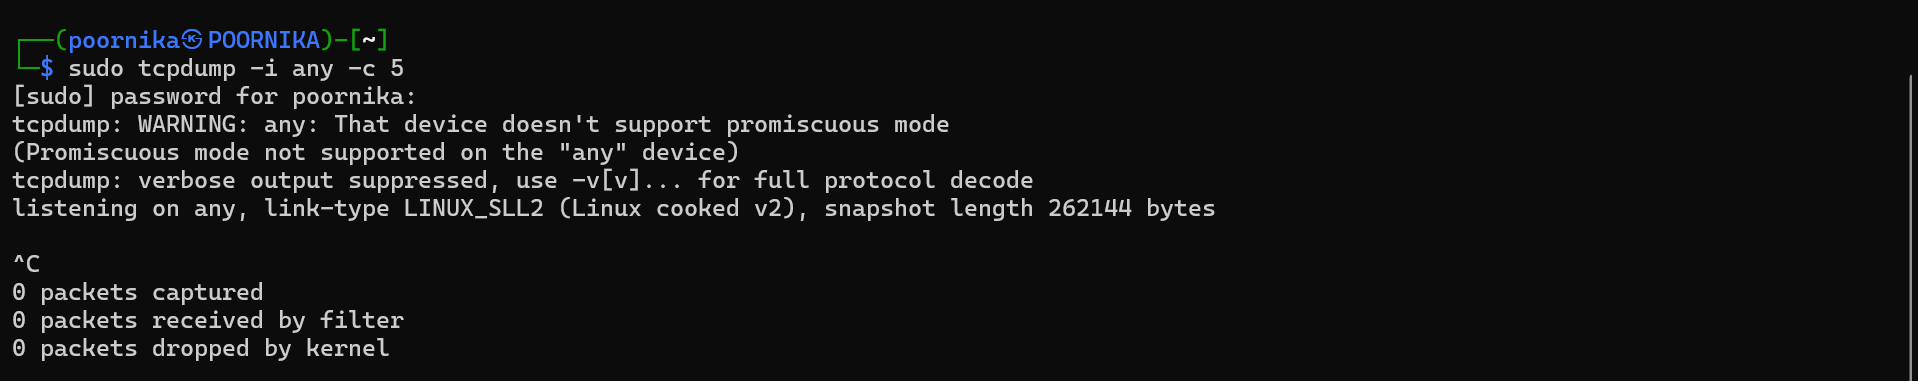 ┌──(poornika㉿POORNIKA)-[~]
└─$ sudo tcpdump -i any -c 5
[sudo] password for poornika:
tcpdump: WARNING: any: That device doesn't support promiscuous mode
(Promiscuous mode not supported on the "any" device)
tcpdump: verbose output suppressed, use -v[v]... for full protocol decode
listening on any, link-type LINUX_SLL2 (Linux cooked v2), snapshot length 262144 bytes
^C
0 packets captured
0 packets received by filter
0 packets dropped by kernel